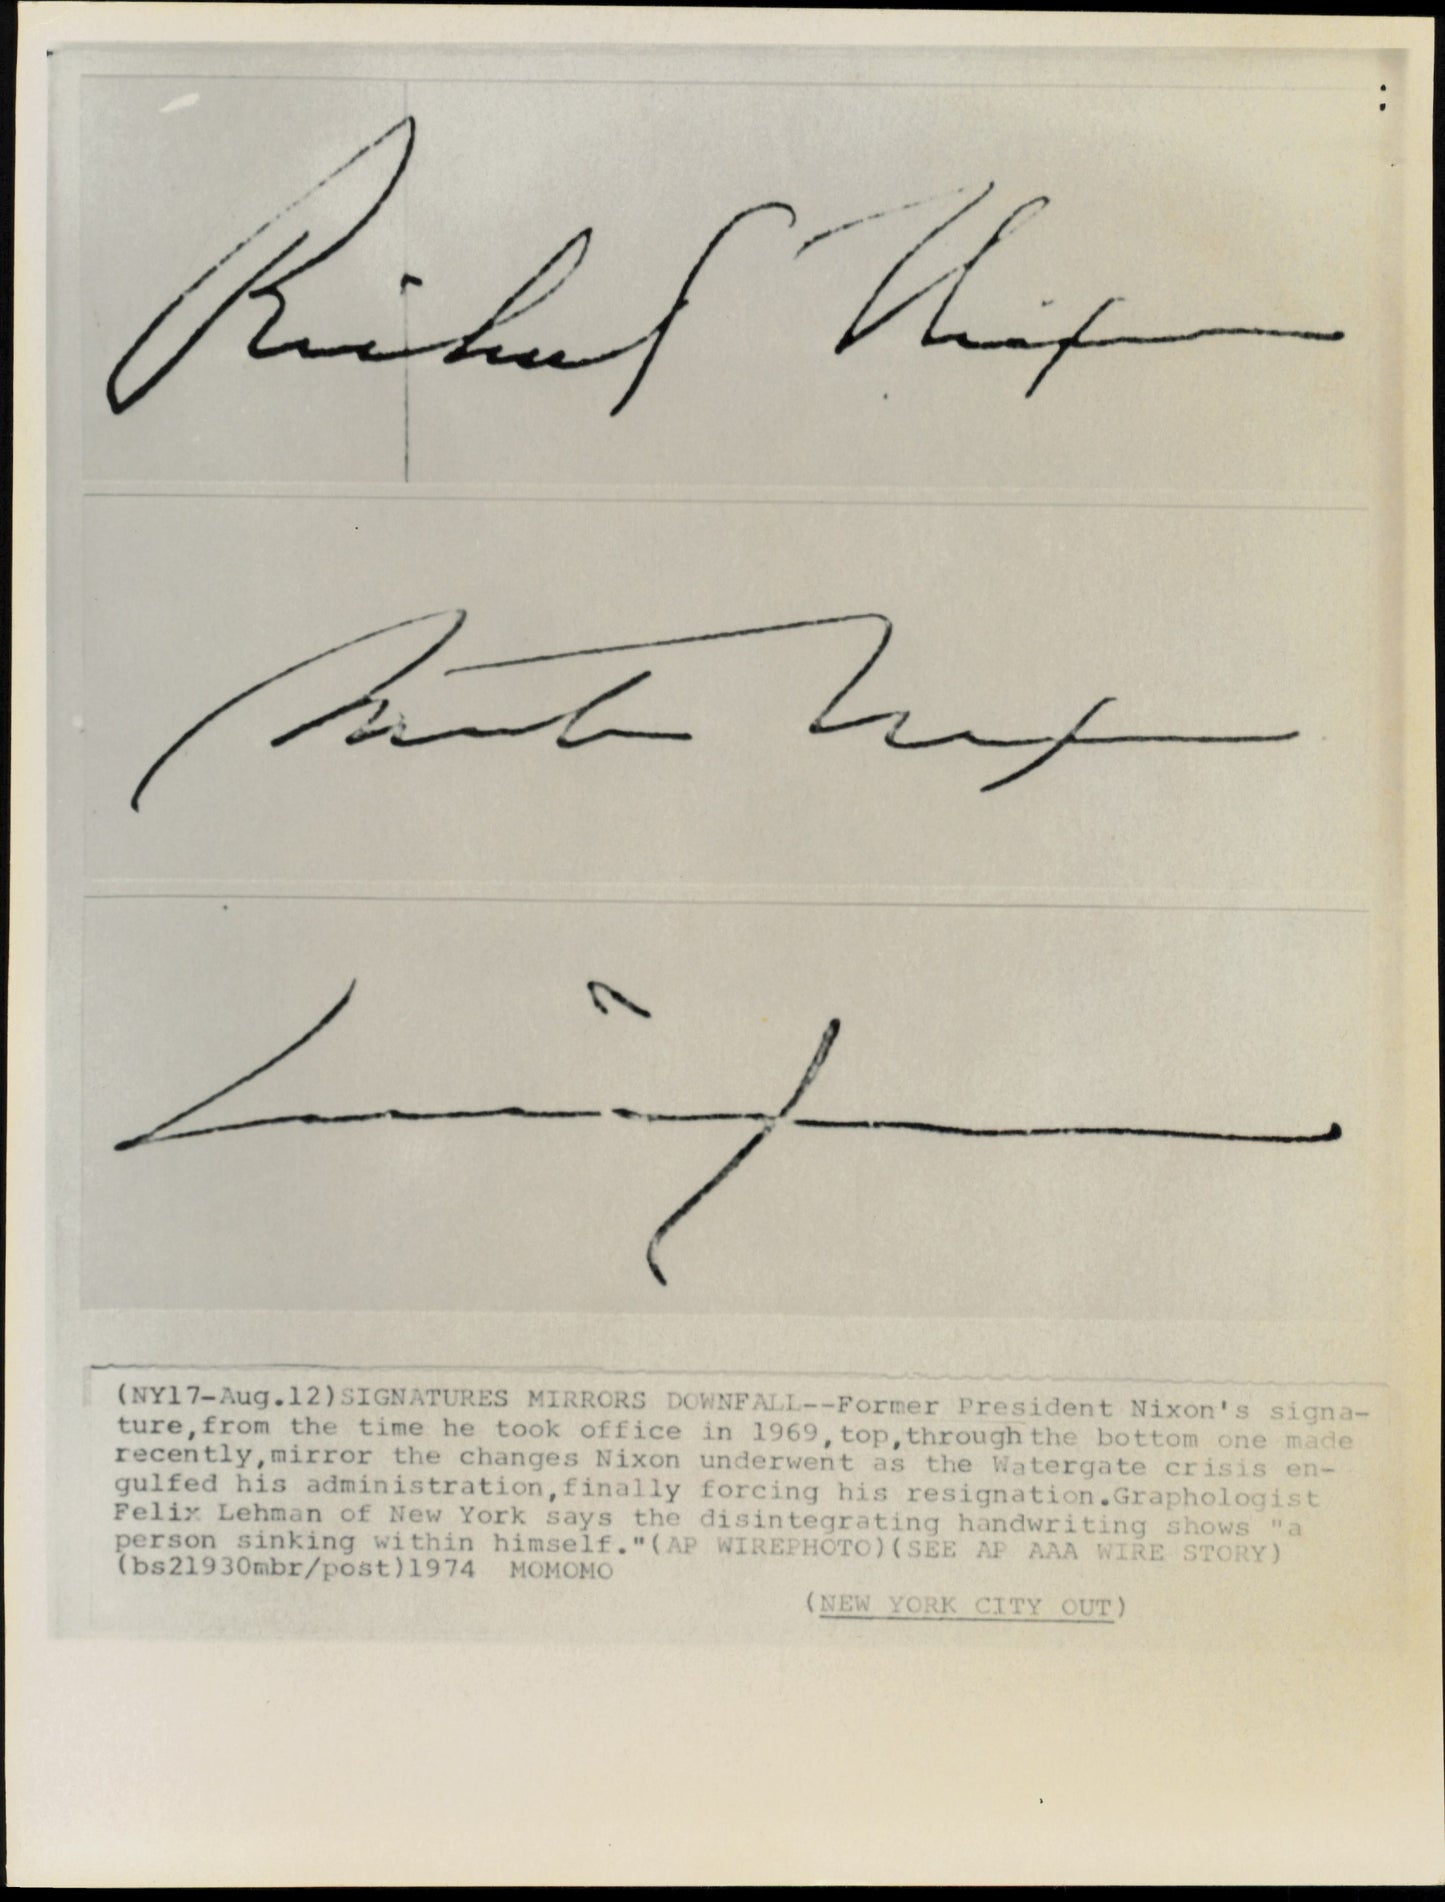 Richard Nixon
(NY17-Aug.12)SIGNATURES MIRRORS DOWNFALL--Former President Nixon's signa-
ture,from the time he took office in 1969,top,through the bottom one made
recently,mirror the changes Nixon underwent as the Watergate crisis en-
gulfed his administration,finally forcing his resignation.Graphologist
Felix Lehman of New York says the disintegrating handwriting shows "a
person sinking within himself."(AP WIREPHOTO)(SEE AP AAA WIRE STORY)
(bs21930mbr/post)1974 MOMOMO
(NEW YORK CITY OUT)